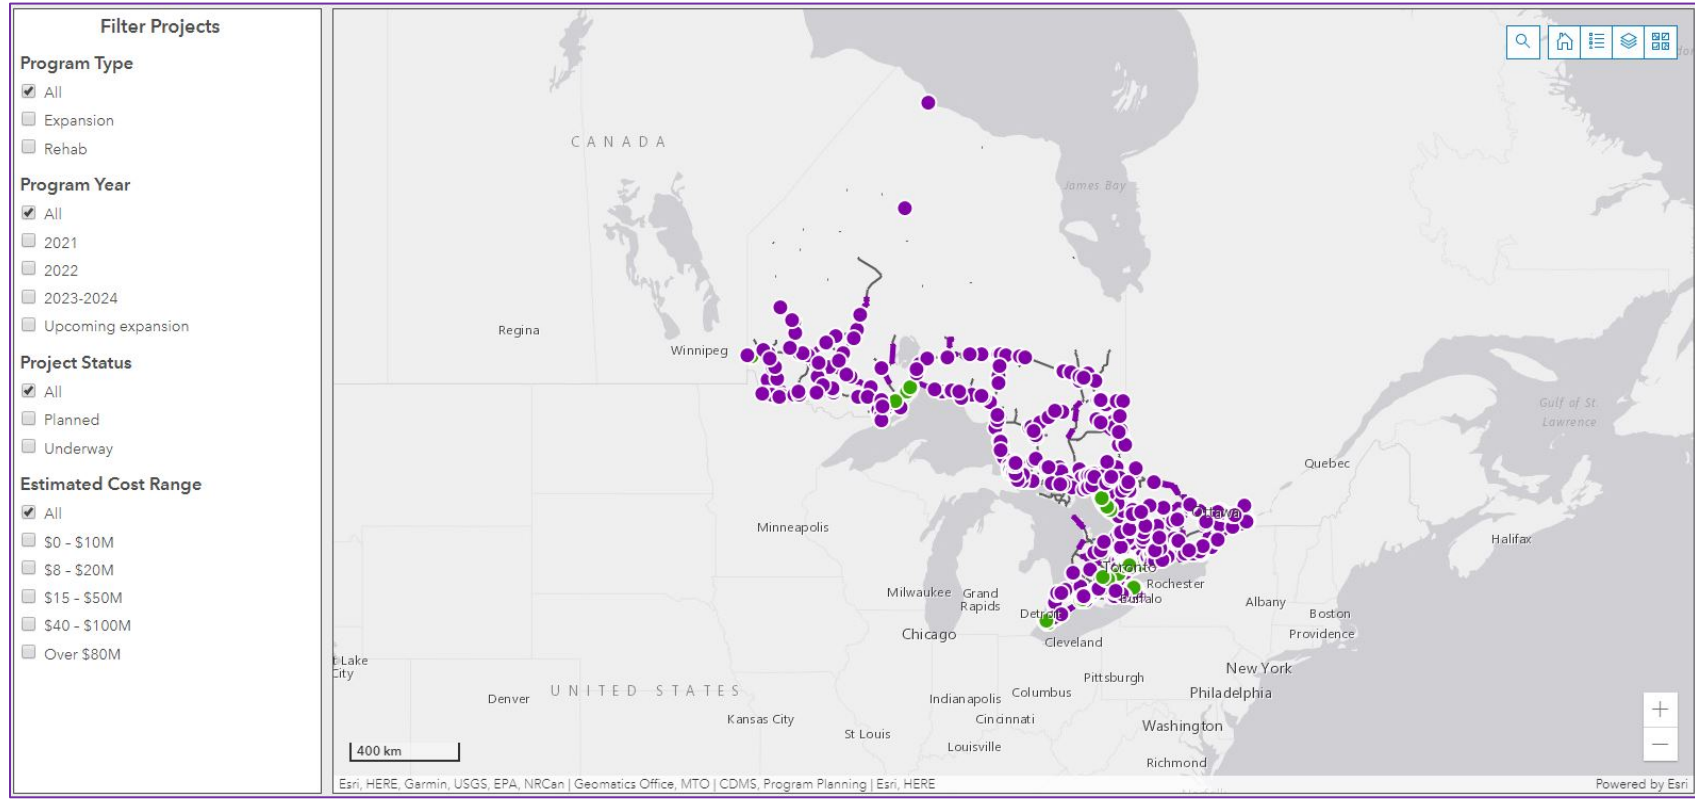 Filter Projects
Program Type
All
Expansion
Rehab
Program Year
All
2021
2022
2023-2024
Upcoming expansion
Project Status
All
Planned
Underway
Estimated Cost Range
All
$0 - $10M
$8 - $20M
$15 - $50M
$40 - $100M
Over $80M
CANADA
James Bay
Regina
Winnipeg
Gulf of St.
Lawrence
Quebec
Ottawa
Minneapolis
Halifax
Toronto
Rochester
Milwaukee
Grand
Rapids
Buffalo
Albany
Detroit
Boston
Chicago
Providence
Cleveland
t Lake
City
New York
Pittsburgh
Denver
UNITED STATES
Indianapolis
Columbus
Philadelphia
Kansas City
Cincinnati
Washington
St Louis
Louisville
400 km
Richmond
Esri, HERE, Garmin, USGS, EPA, NRCan | Geomatics Office, MTO | CDMS, Program Planning | Esri, HERE
Powered by Esri